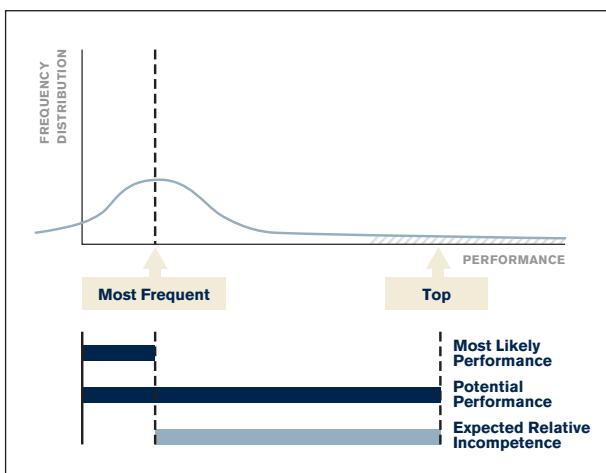 FREQUENCY
DISTRIBUTION
PERFORMANCE
Most Frequent
Top
Most Likely
Performance
Potential
Performance
Expected Relative
Incompetence